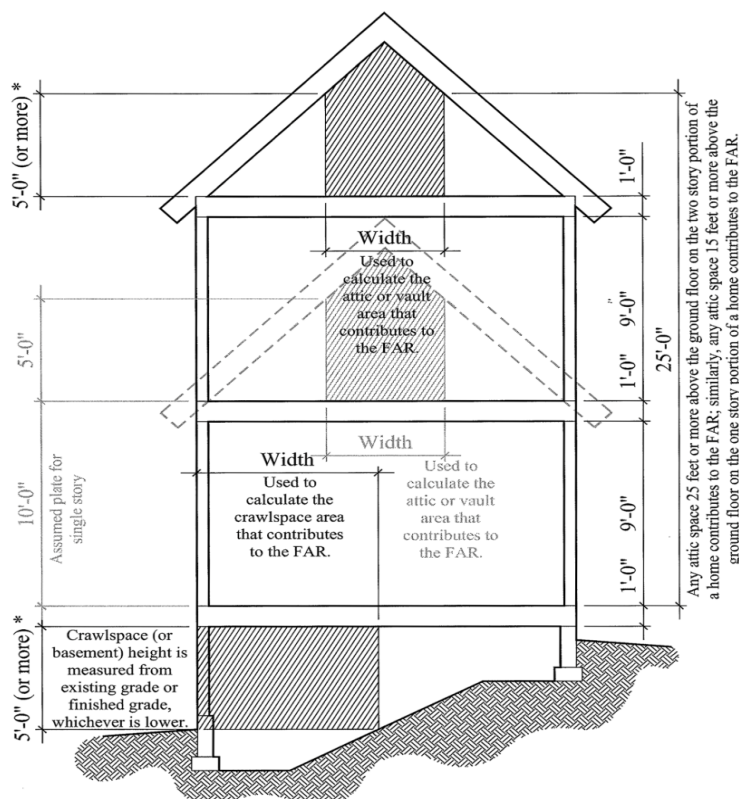 5'-0" (or more) *
1'-0"
Width
Used to
calculate the
attic or vault
area that
contributes to
the FAR.
5'-0"
9'-0"
1'-0"
25'-0"
Any attic space 25 feet or more above the ground floor on the two story portion of
a home contributes to the FAR; similarly, any attic space 15 feet or more above the
ground floor on the one story portion of a home contributes to the FAR.
10'-0"
Assumed plate for
single story
Width
Used to
calculate the
crawlspace area
that contributes
to the FAR.
Width
Used to
calculate the
attic or vault
area that
contributes to
the FAR.
9'-0"
1'-0"
5'-0" (or more) *
Crawlspace (or
basement) height is
measured from
existing grade or
finished grade,
whichever is lower.